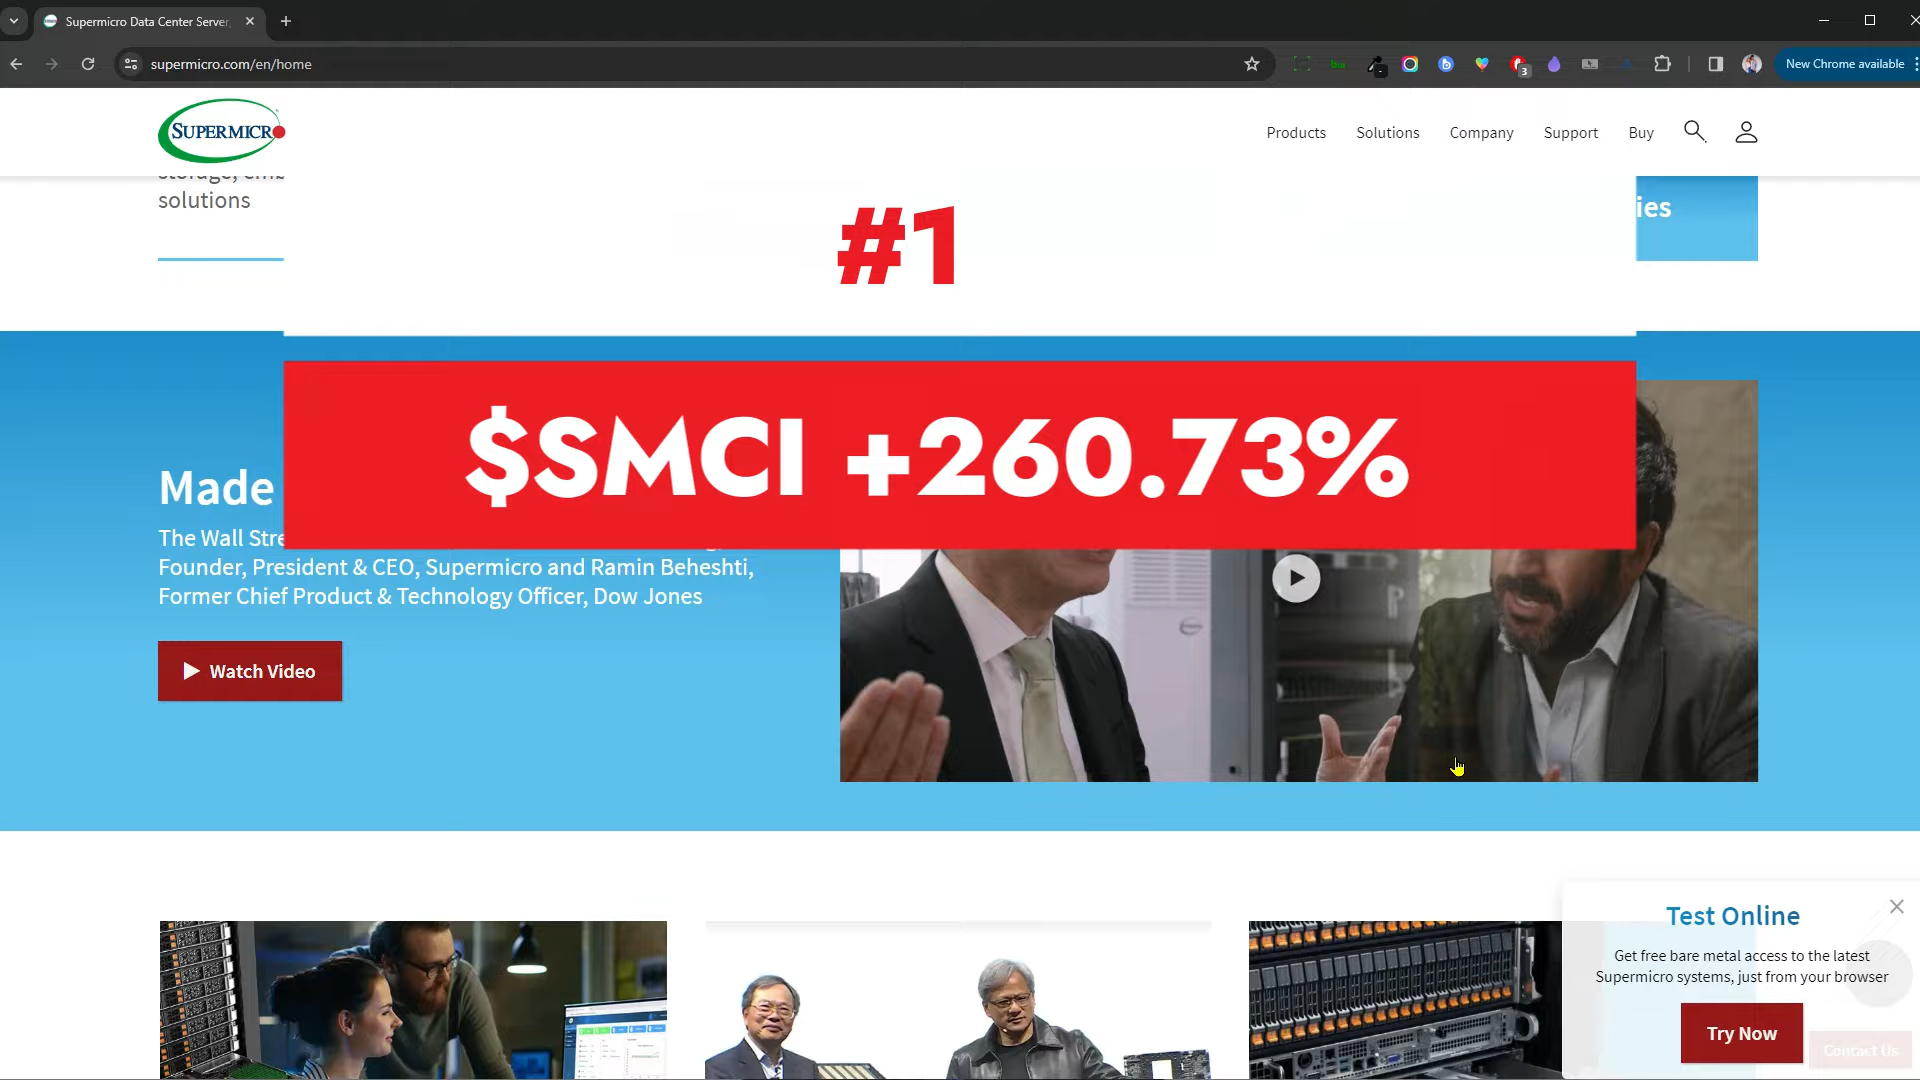 Supermicro Data Center Server,
supermicro.com/en/home
3
New Chrome available
SUPERMICRO
Products
Solutions
Company
Support
Buy
solutions
ies
#1
$SMCI +260.73%
Made
The Wall Stre
Founder, President & CEO, Supermicro and Ramin Beheshti,
Former Chief Product & Technology Officer, Dow Jones
Watch Video
Test Online
Get free bare metal access to the latest
Supermicro systems, just from your browser
Try Now
Contact Us